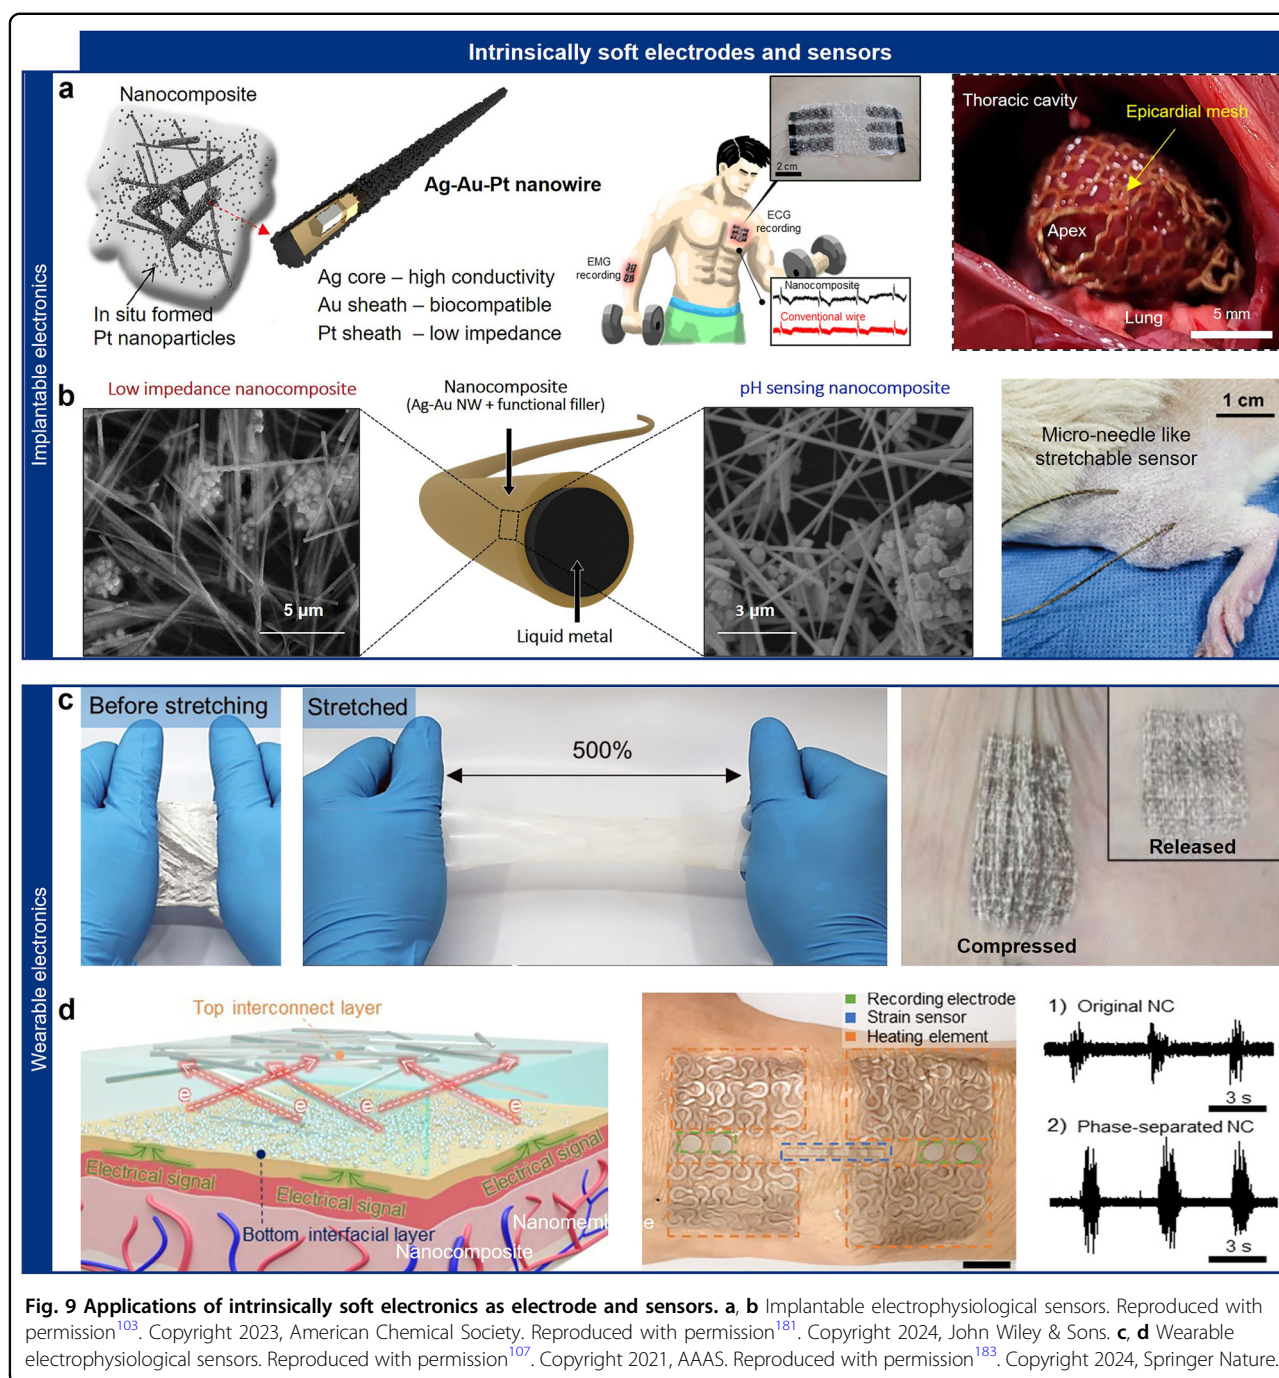 Intrinsically soft electrodes and sensors
Implantable electronics
a
Nanocomposite
In situ formed
Pt nanoparticles
Ag-Au-Pt nanowire
Ag core – high conductivity
Au sheath – biocompatible
Pt sheath – low impedance
2 cm
ECG
recording
EMG
recording
Nanocomposite
Conventional wire
Thoracic cavity
Epicardial mesh
Apex
Lung
5 mm
b
Low impedance nanocomposite
5 µm
Nanocomposite
(Ag-Au NW + functional filler)
Liquid metal
pH sensing nanocomposite
3 µm
1 cm
Micro-needle like
stretchable sensor
Wearable electronics
c
Before stretching
Stretched
500%
Compressed
Released
d
Top interconnect layer
e
e
e
e
Electrical signal
Electrical signal
Electrical signal
Bottom interfacial layer
Nanomembrane
Nanocomposite
Recording electrode
Strain sensor
Heating element
1) Original NC
3 s
2) Phase-separated NC
3 s
Fig. 9 Applications of intrinsically soft electronics as electrode and sensors. a, b Implantable electrophysiological sensors. Reproduced with
permission103. Copyright 2023, American Chemical Society. Reproduced with permission181. Copyright 2024, John Wiley & Sons. c, d Wearable
electrophysiological sensors. Reproduced with permission107. Copyright 2021, AAAS. Reproduced with permission183. Copyright 2024, Springer Nature.